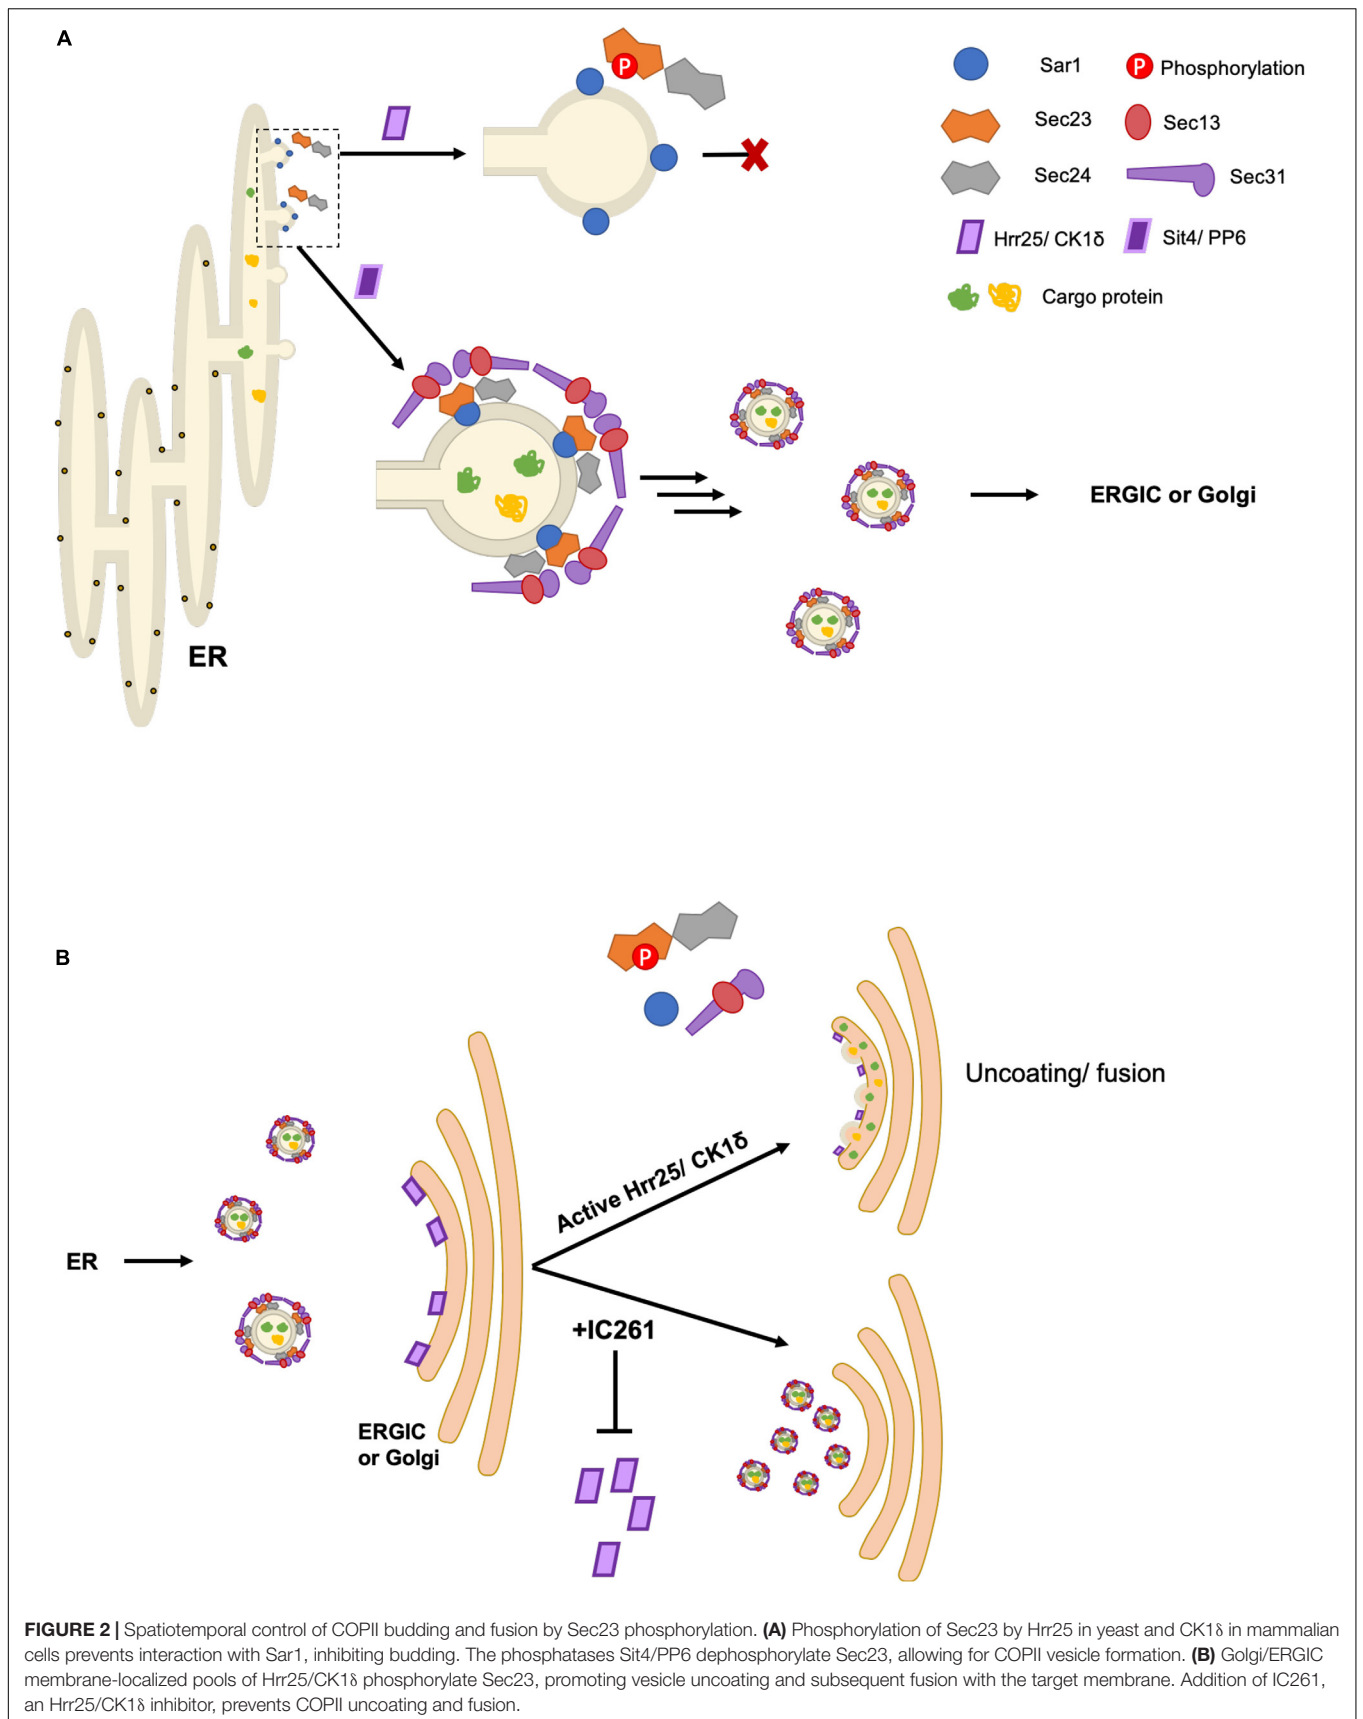 A
P
Sar1
P Phosphorylation
Sec23
Sec13
Sec24
Sec31
Hrr25/ CK1δ
Sit4/ PP6
Cargo protein
ERGIC or Golgi
ER
B
P
Uncoating/ fusion
Active Hrr25/ CK1δ
ER
+IC261
ERGIC
or Golgi
FIGURE 2 | Spatiotemporal control of COPII budding and fusion by Sec23 phosphorylation. (A) Phosphorylation of Sec23 by Hrr25 in yeast and CK1δ in mammalian
cells prevents interaction with Sar1, inhibiting budding. The phosphatases Sit4/PP6 dephosphorylate Sec23, allowing for COPII vesicle formation. (B) Golgi/ERGIC
membrane-localized pools of Hrr25/CK1δ phosphorylate Sec23, promoting vesicle uncoating and subsequent fusion with the target membrane. Addition of IC261,
an Hrr25/CK1δ inhibitor, prevents COPII uncoating and fusion.